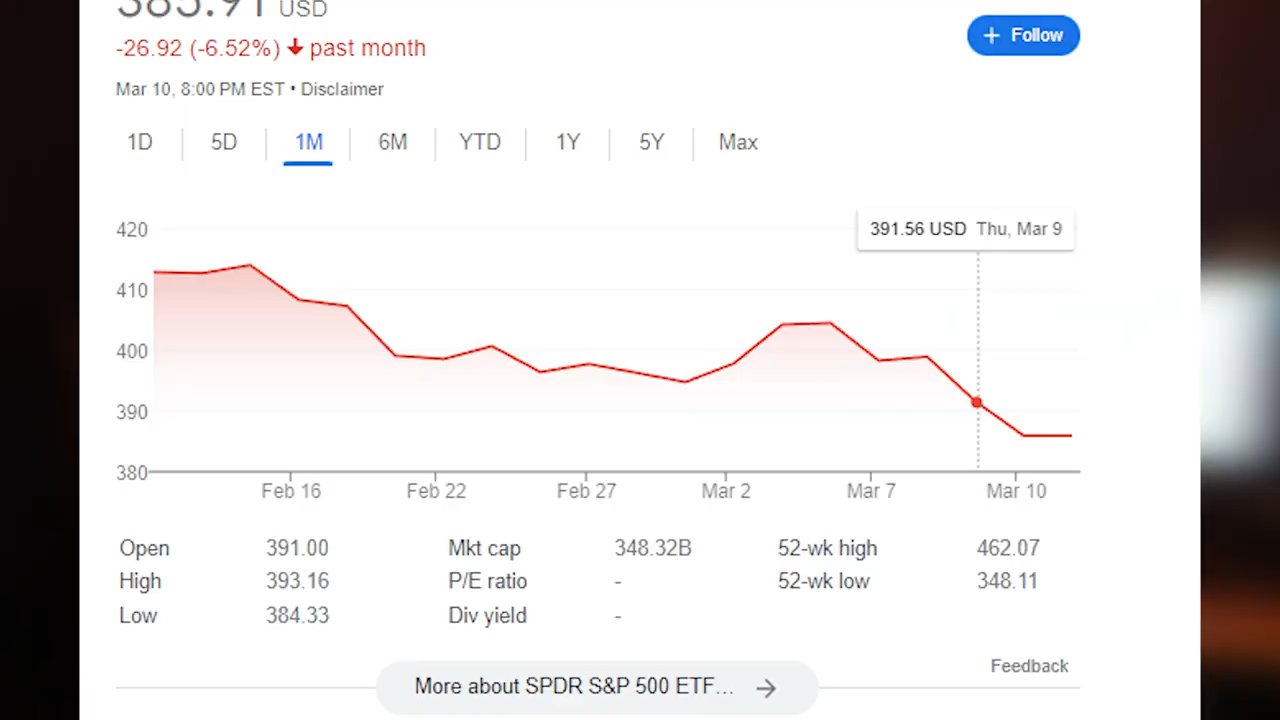 385.91 USD
-26.92 (-6.52%) ↓ past month
+ Follow
Mar 10, 8:00 PM EST • Disclaimer
1D 5D 1M 6M YTD 1Y 5Y Max
391.56 USD Thu, Mar 9
420
410
400
390
380
Feb 16 Feb 22 Feb 27 Mar 2 Mar 7 Mar 10
Open 391.00 Mkt cap 348.32B 52-wk high 462.07
High 393.16 P/E ratio - 52-wk low 348.11
Low 384.33 Div yield -
Feedback
More about SPDR S&P 500 ETF… →